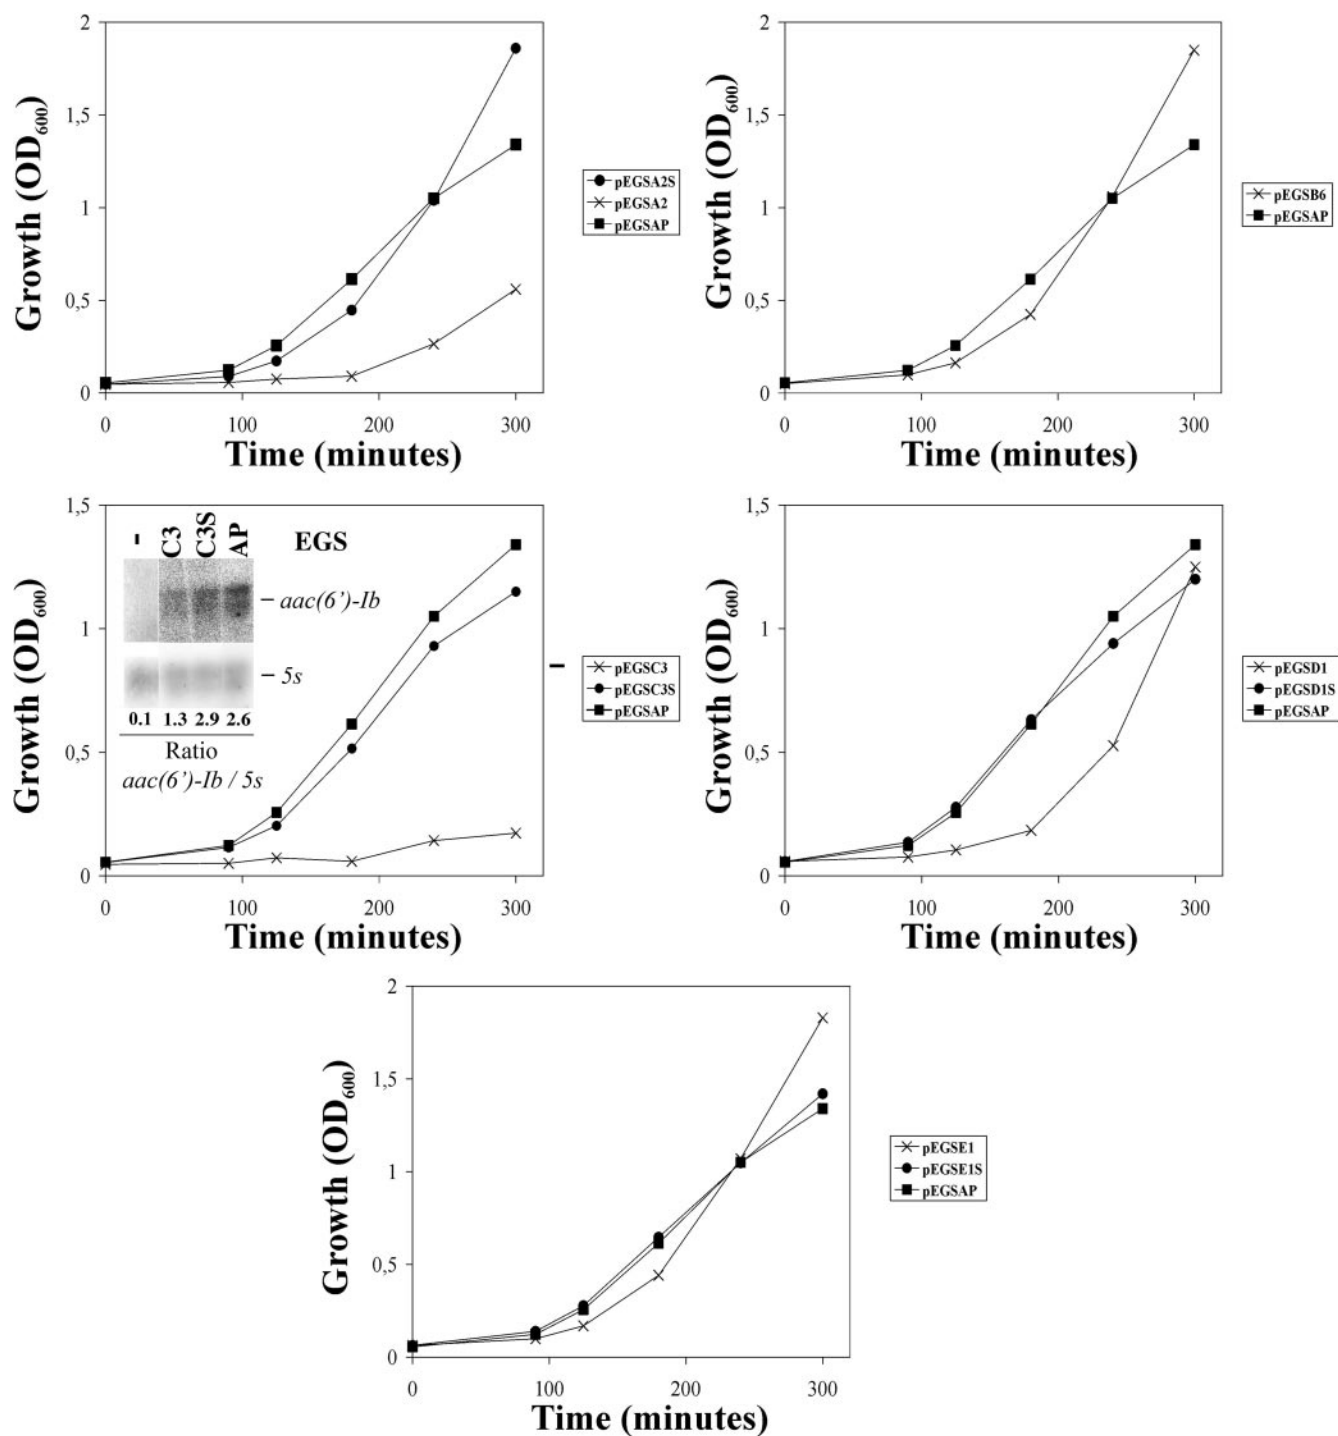 2
1,5
1
0,5
0
0 100 200 300
Growth (OD600)
Time (minutes)
pEGSA2S
pEGSA2
pEGSAP
2
1,5
1
0,5
0
0 100 200 300
Growth (OD600)
Time (minutes)
pEGSB6
pEGSAP
1,5
1
0,5
0
0 100 200 300
Growth (OD600)
Time (minutes)
- C3 C3S AP EGS
– aac(6’)-Ib
– 5s
0.1 1.3 2.9 2.6
Ratio
aac(6’)-Ib / 5s
pEGSC3
pEGSC3S
pEGSAP
1,5
1
0,5
0
0 100 200 300
Growth (OD600)
Time (minutes)
pEGSD1
pEGSD1S
pEGSAP
2
1,5
1
0,5
0
0 100 200 300
Growth (OD600)
Time (minutes)
pEGSE1
pEGSE1S
pEGSAP